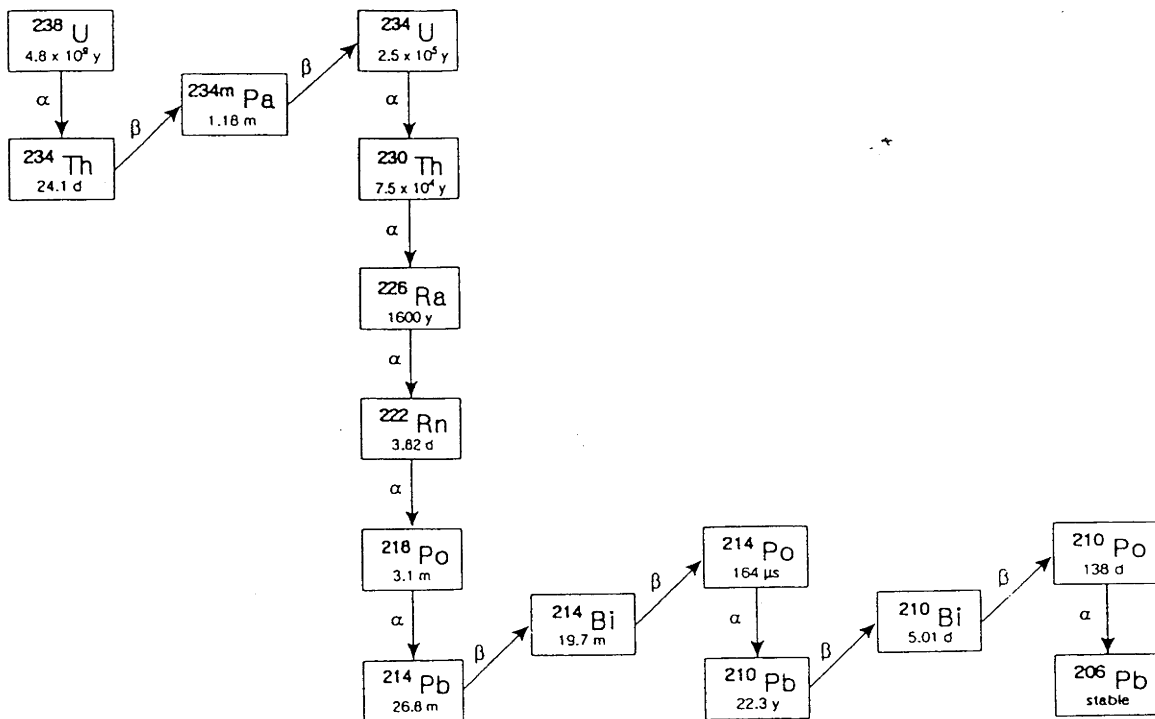 238 U
4.8 x 10⁹ y
α
234 Th
24.1 d
β
234m Pa
1.18 m
β
234 U
2.5 x 10⁵ y
α
230 Th
7.5 x 10⁴ y
α
226 Ra
1600 y
α
222 Rn
3.82 d
α
218 Po
3.1 m
α
214 Pb
26.8 m
β
214 Bi
19.7 m
β
214 Po
164 µs
α
210 Pb
22.3 y
β
210 Bi
5.01 d
β
210 Po
138 d
α
206 Pb
stable